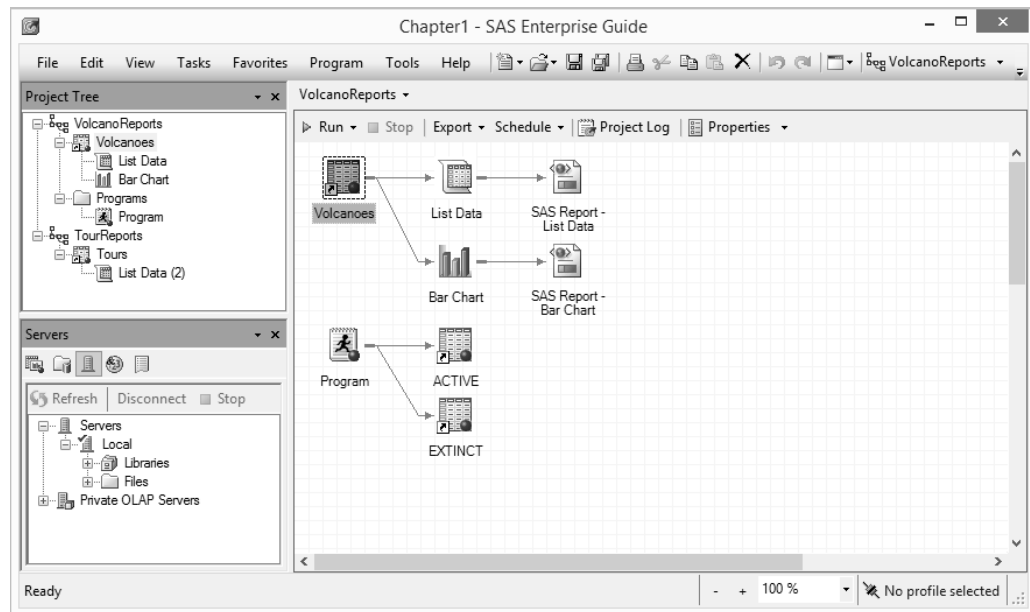 Chapter1 - SAS Enterprise Guide
File Edit View Tasks Favorites Program Tools Help VolcanoReports
Project Tree
VolcanoReports
Volcanoes
List Data
Bar Chart
Programs
Program
TourReports
Tours
List Data (2)
Servers
Refresh Disconnect Stop
Servers
Local
Libraries
Files
Private OLAP Servers
VolcanoReports
Run Stop Export Schedule Project Log Properties
Volcanoes
List Data
SAS Report -
List Data
Bar Chart
SAS Report -
Bar Chart
Program
ACTIVE
EXTINCT
Ready
- + 100 % No profile selected